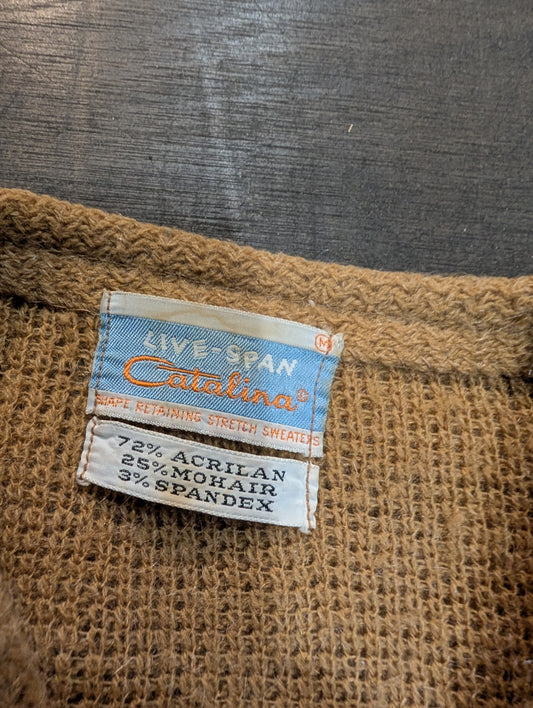 LIVE-SPAN
M
Catalina®
SHAPE RETAINING STRETCH SWEATERS
72% ACRILAN
25% MOHAIR
3% SPANDEX